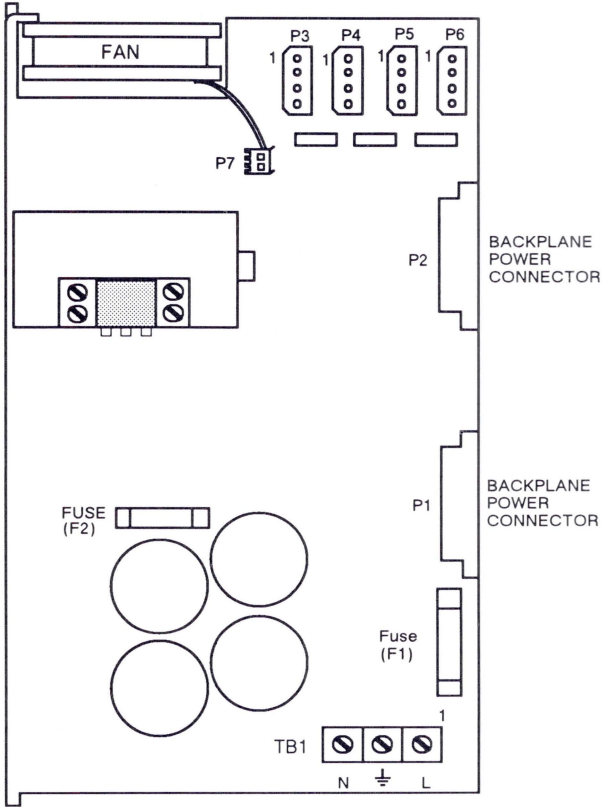 FAN
P3 P4 P5 P6
1 1 1 1
P7
P2
BACKPLANE
POWER
CONNECTOR
P1
BACKPLANE
POWER
CONNECTOR
FUSE
(F2)
Fuse
(F1)
1
TB1
N L